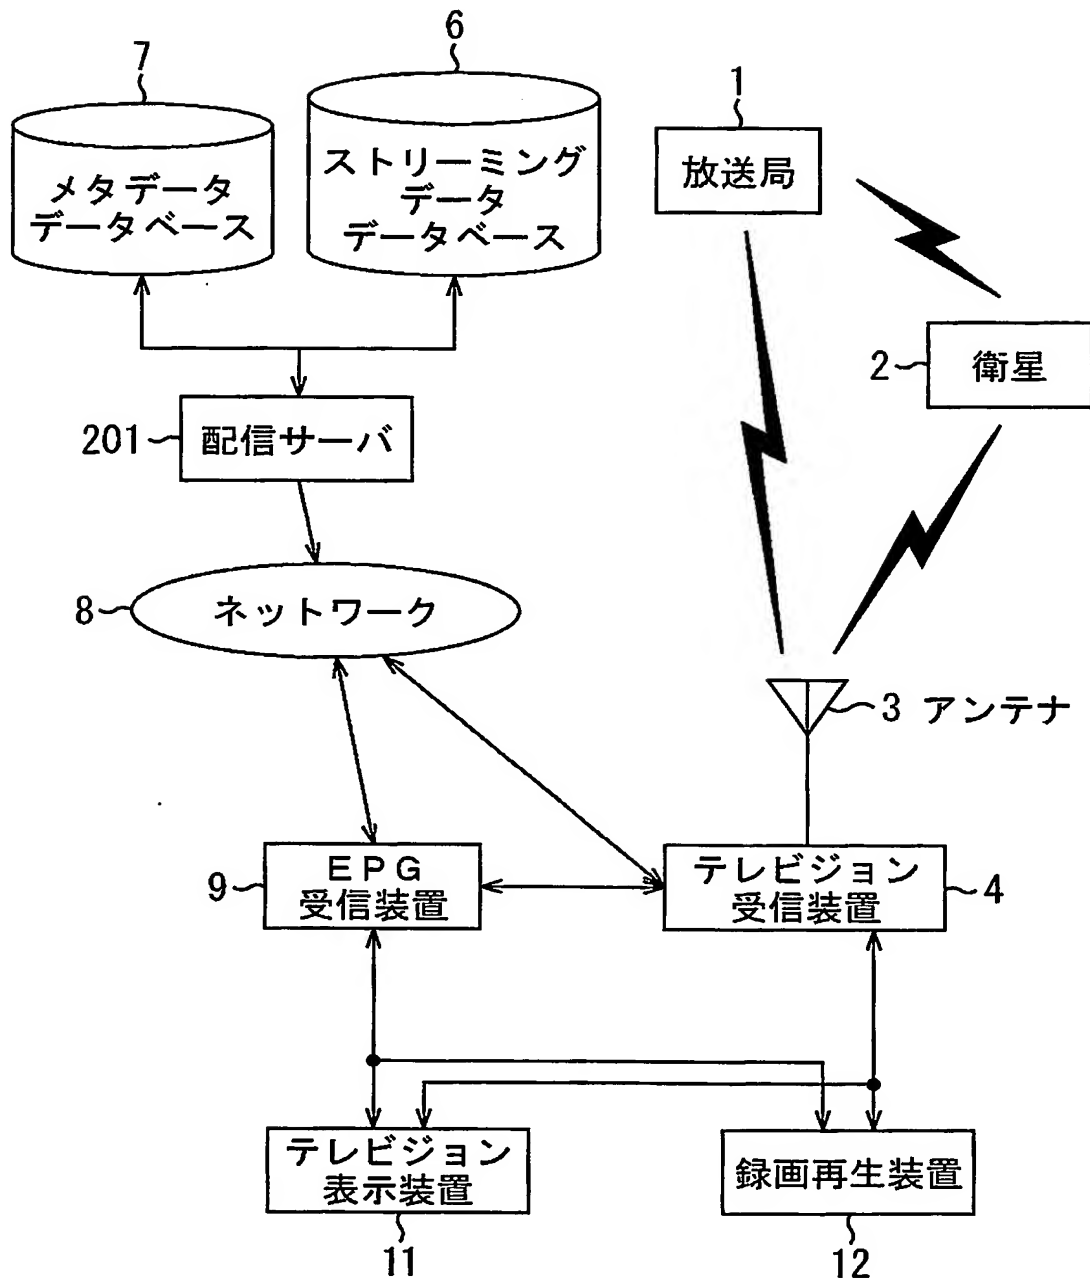 7
メタデータ
データベース
6
ストリーミング
データ
データベース
1
放送局
2
衛星
201
配信サーバ
8
ネットワーク
3 アンテナ
9
EPG
受信装置
テレビジョン
受信装置
4
テレビジョン
表示装置
11
録画再生装置
12